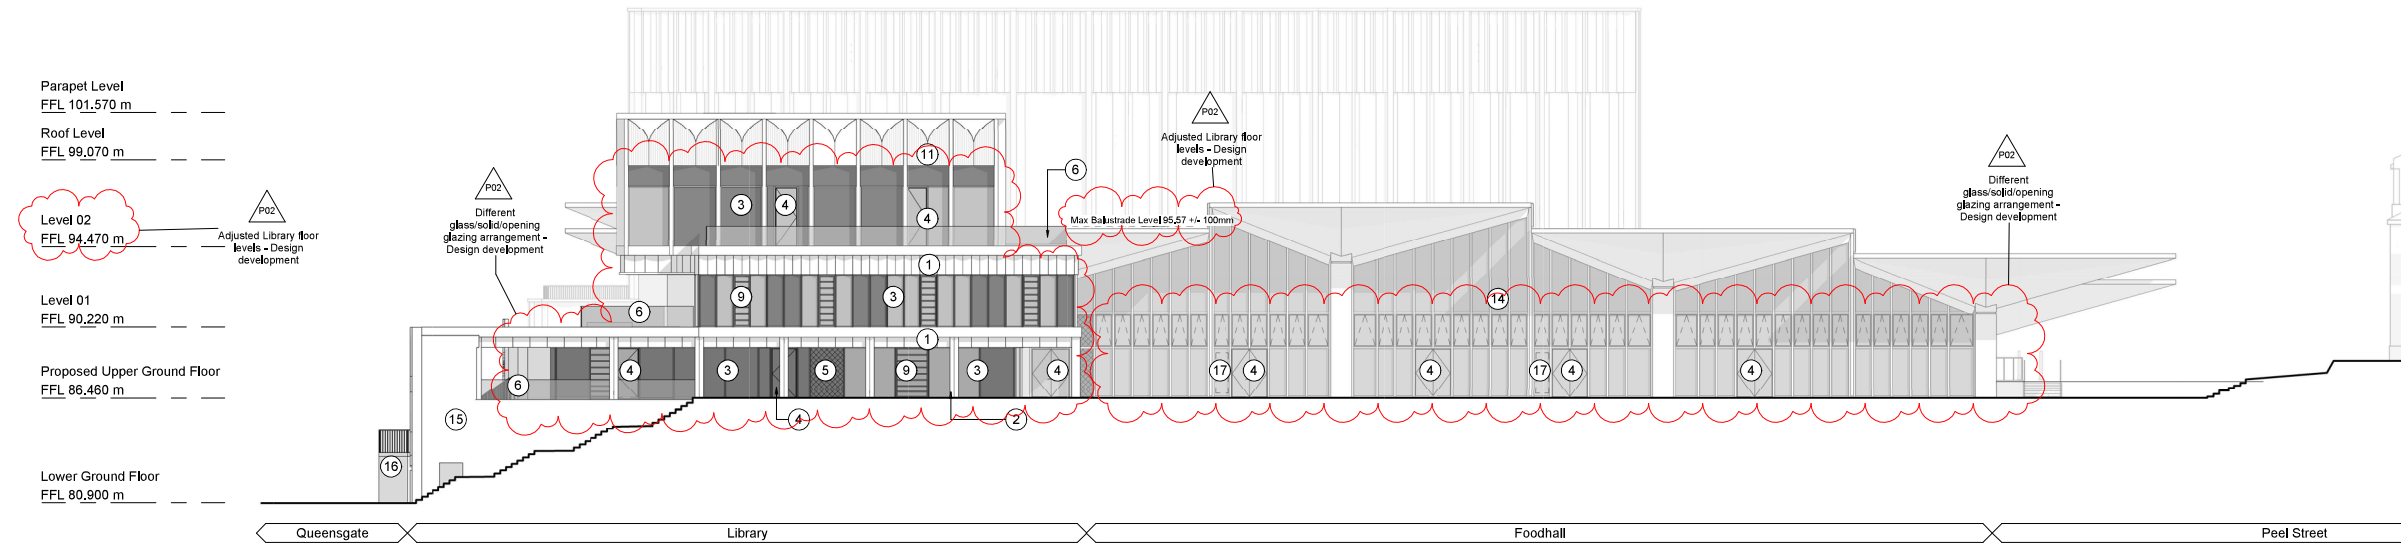 Parapet Level
FFL 101.570 m
Roof Level
FFL 99.070 m
Level 02
FFL 94.470 m
P02
Adjusted Library floor
levels - Design
development
Level 01
FFL 90.220 m
Proposed Upper Ground Floor
FFL 86.460 m
Lower Ground Floor
FFL 80.900 m
P02
Different
glass/solid/opening
glazing arrangement -
Design development
P02
Adjusted Library floor
levels - Design
development
Max Balustrade Level 95.57 +/- 100mm
P02
Different
glass/solid/opening
glazing arrangement -
Design development
11
6
3
4
4
1
9
3
6
14
1
6
4
3
5
9
3
4
17
4
4
17
4
4
15
4
2
16
Queensgate
Library
Foodhall
Peel Street